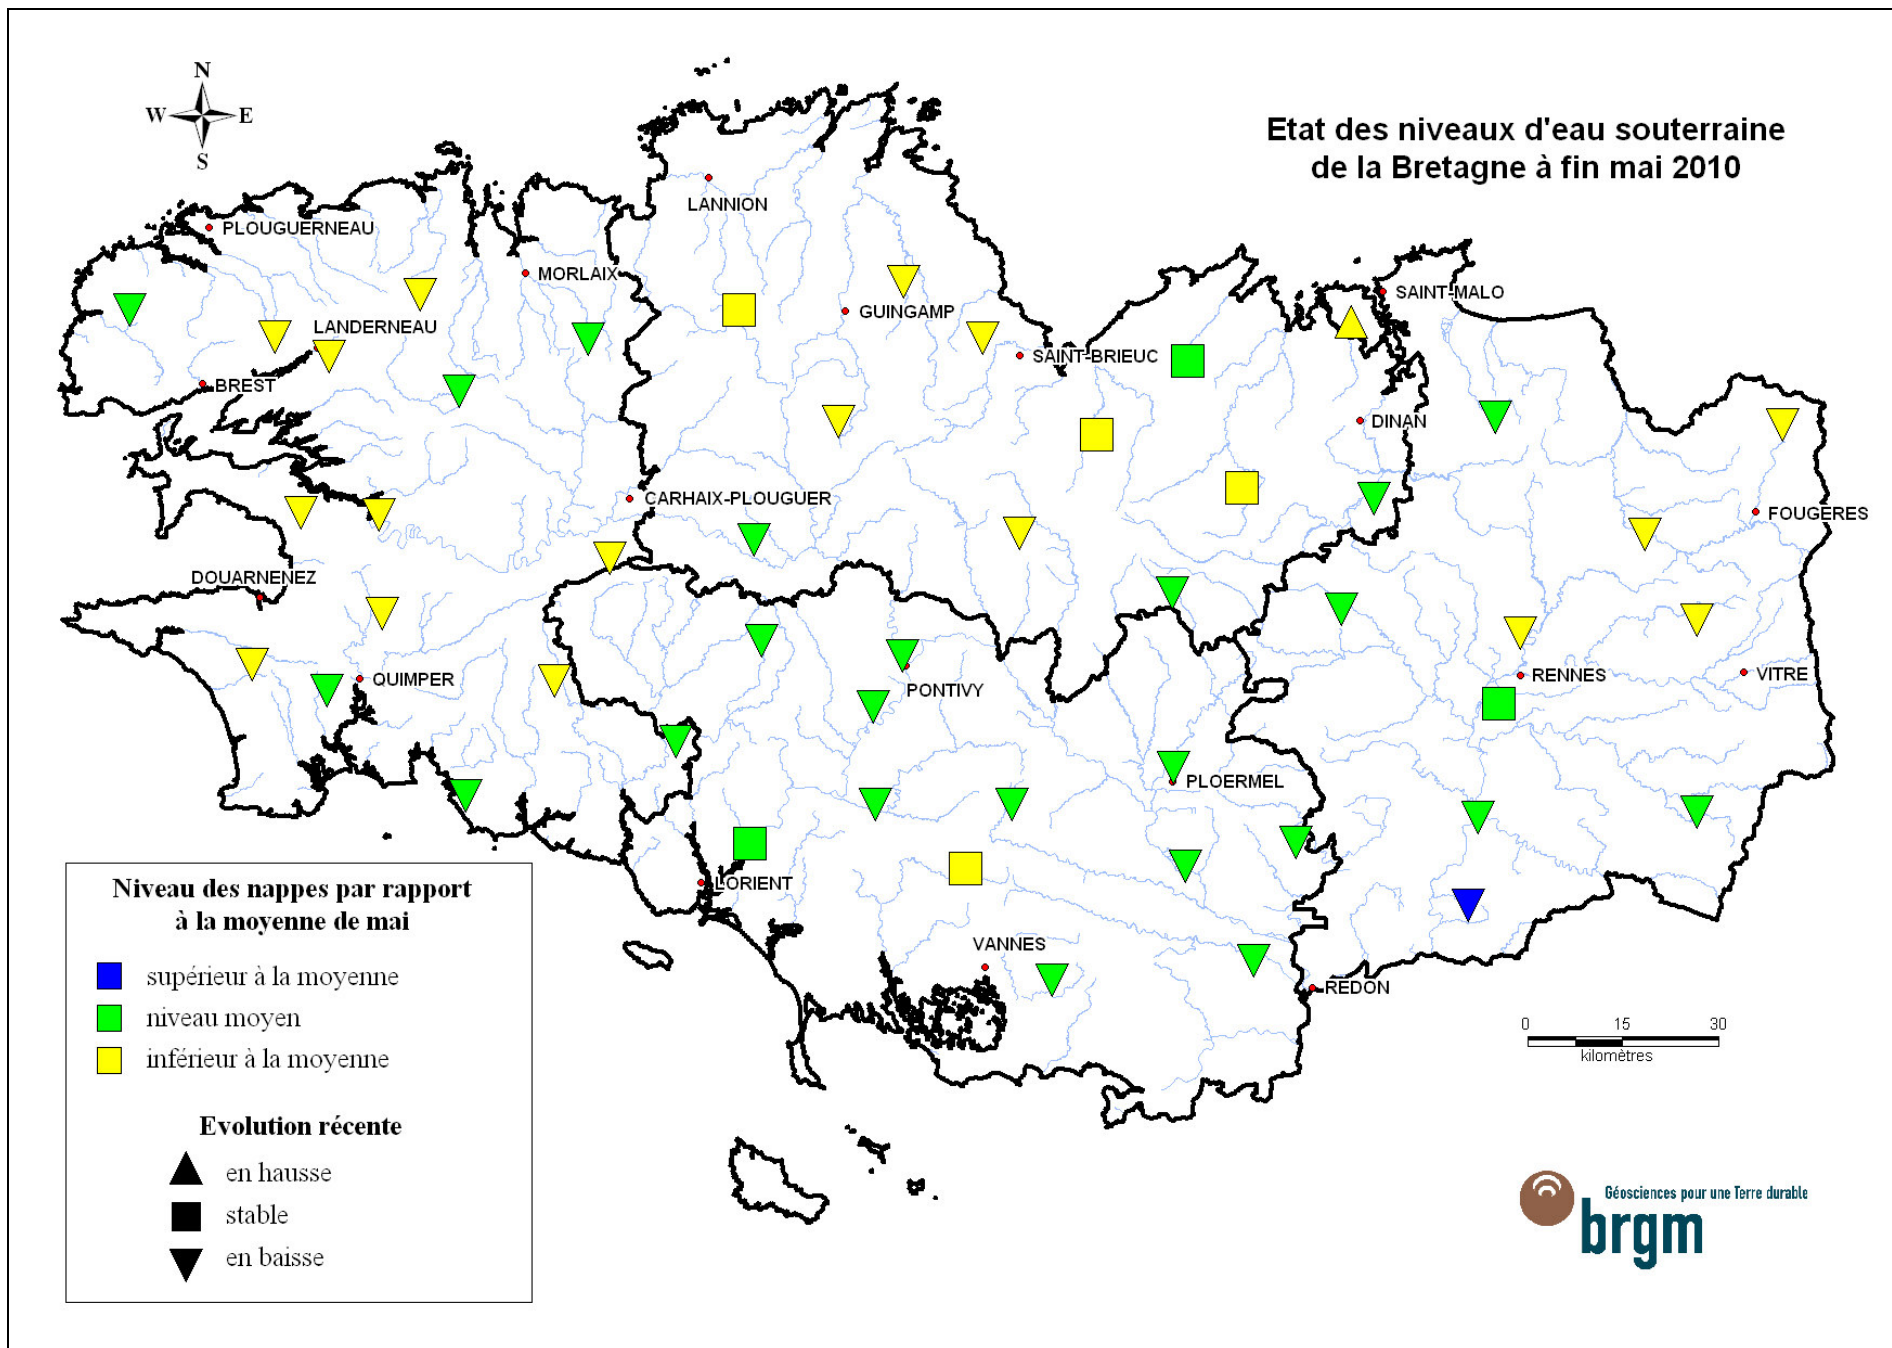 N
W E
S
Etat des niveaux d'eau souterraine
de la Bretagne à fin mai 2010
LANNION
PLOUGUERNEAU
MORLAIX
SAINT-MALO
GUINGAMP
LANDERNEAU
SAINT-BRIEUC
BREST
DINAN
CARHAIX-PLOUGUER
FOUGERES
DOUARNENEZ
QUIMPER
PONTIVY
RENNES
VITRE
PLOERMEL
LORIENT
VANNES
REDON
Niveau des nappes par rapport
à la moyenne de mai
supérieur à la moyenne
niveau moyen
inférieur à la moyenne
Evolution récente
en hausse
stable
en baisse
0 15 30
kilomètres
Géosciences pour une Terre durable
brgm